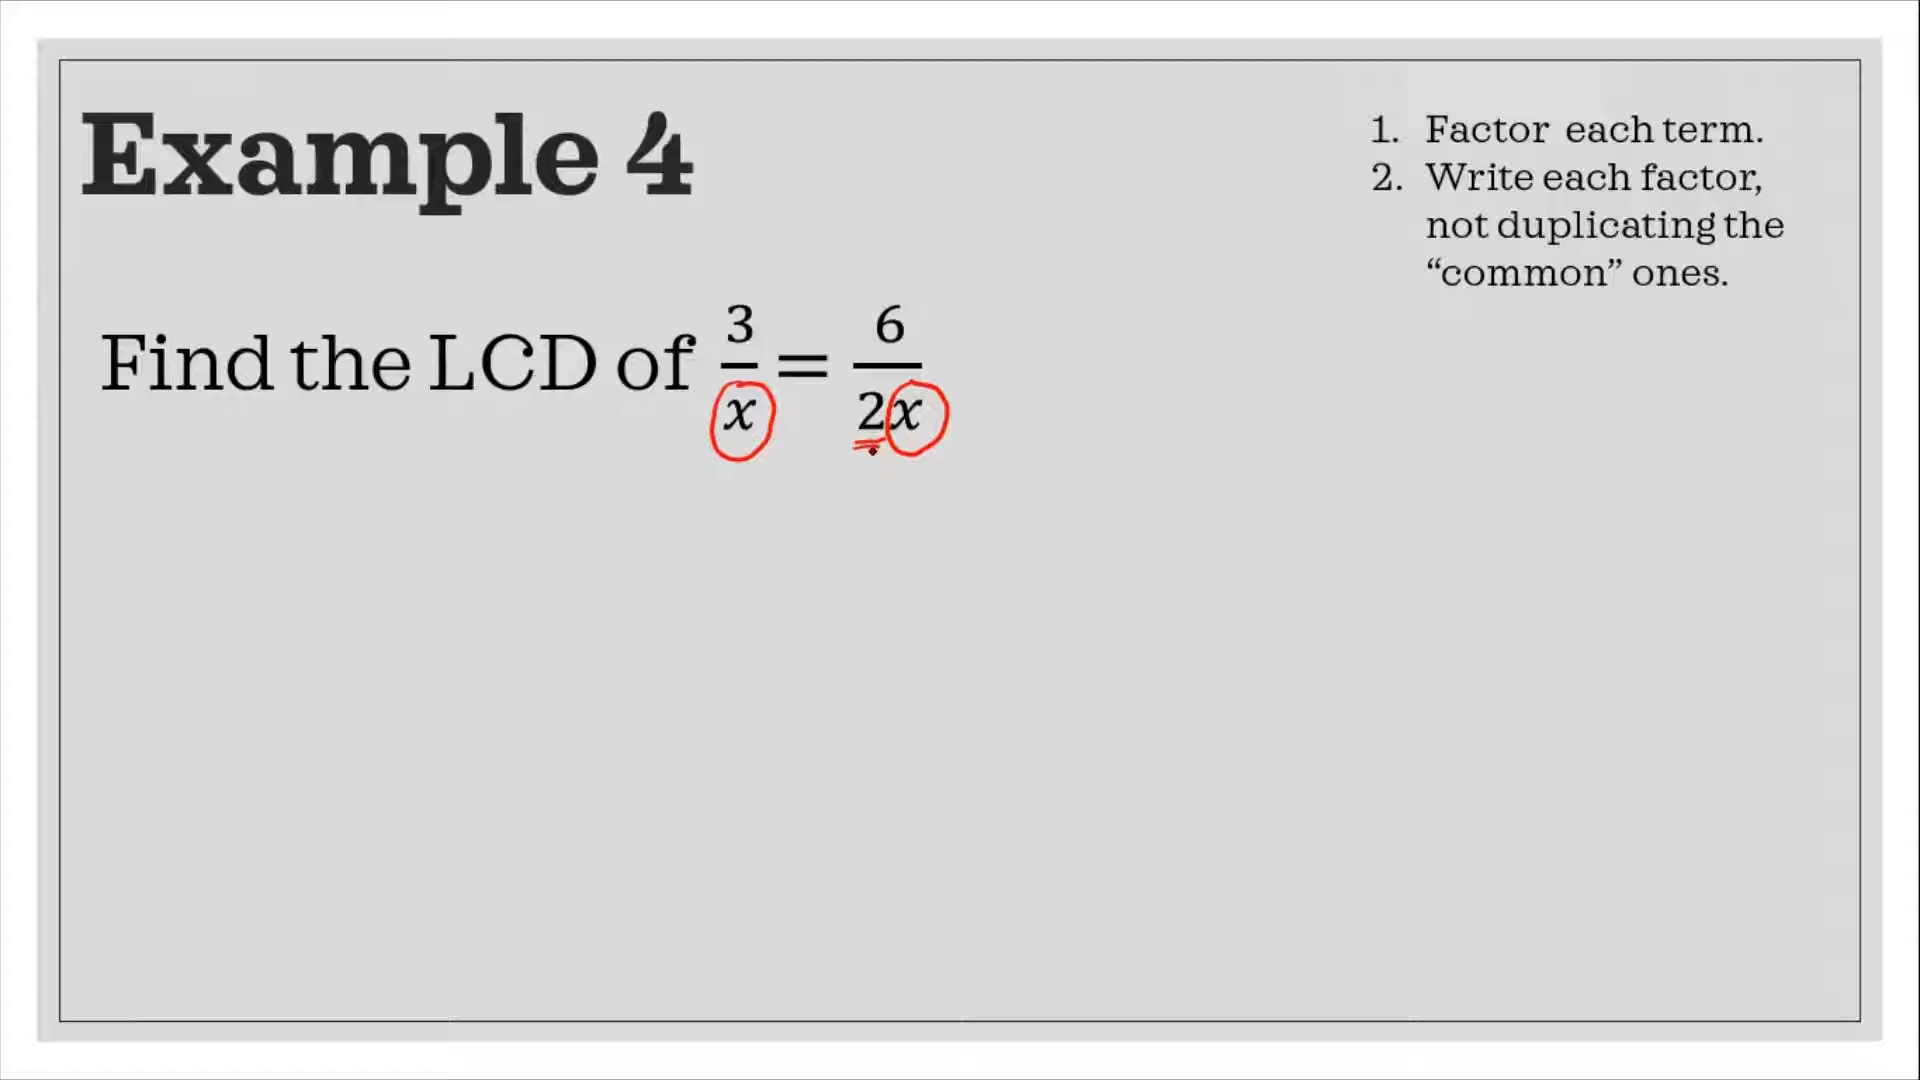 Example 4
1. Factor each term.
2. Write each factor,
not duplicating the
“common” ones.
Find the LCD of 3/x = 6/2x